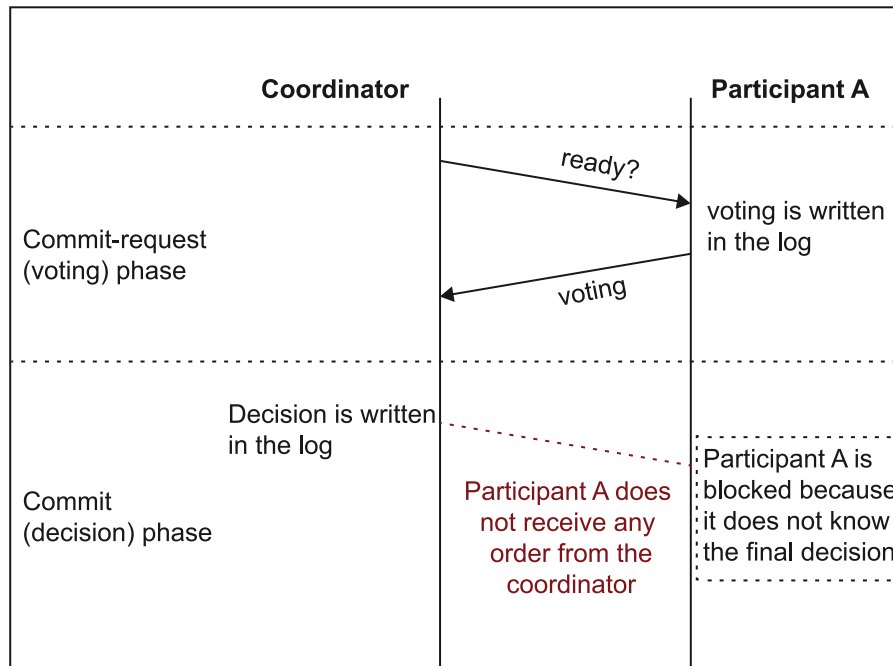 Coordinator
Participant A
ready?
voting is written
in the log
Commit-request
(voting) phase
voting
Decision is written
in the log
Participant A is
blocked because
it does not know
the final decision
Participant A does
not receive any
order from the
coordinator
Commit
(decision) phase